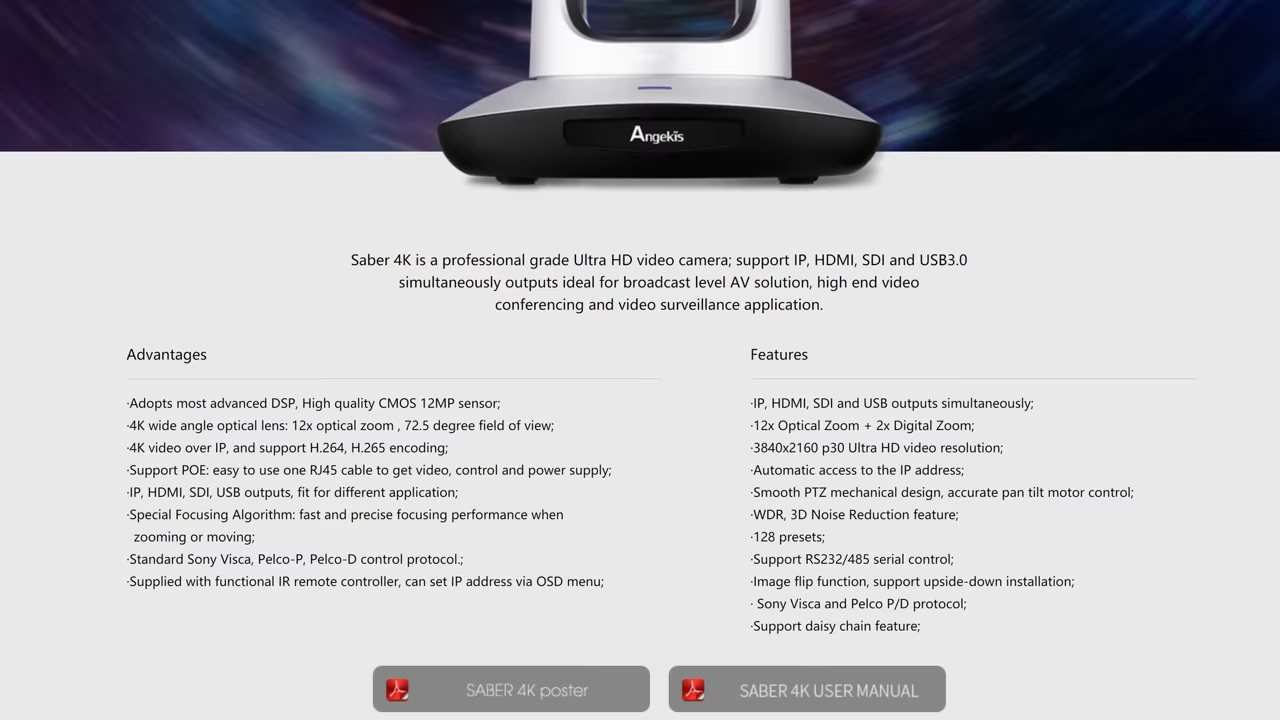 Angekis
Saber 4K is a professional grade Ultra HD video camera; support IP, HDMI, SDI and USB3.0
simultaneously outputs ideal for broadcast level AV solution, high end video
conferencing and video surveillance application.
Advantages
·Adopts most advanced DSP, High quality CMOS 12MP sensor;
·4K wide angle optical lens: 12x optical zoom , 72.5 degree field of view;
·4K video over IP, and support H.264, H.265 encoding;
·Support POE: easy to use one RJ45 cable to get video, control and power supply;
·IP, HDMI, SDI, USB outputs, fit for different application;
·Special Focusing Algorithm: fast and precise focusing performance when
zooming or moving;
·Standard Sony Visca, Pelco-P, Pelco-D control protocol.;
·Supplied with functional IR remote controller, can set IP address via OSD menu;
Features
·IP, HDMI, SDI and USB outputs simultaneously;
·12x Optical Zoom + 2x Digital Zoom;
·3840x2160 p30 Ultra HD video resolution;
·Automatic access to the IP address;
·Smooth PTZ mechanical design, accurate pan tilt motor control;
·WDR, 3D Noise Reduction feature;
·128 presets;
·Support RS232/485 serial control;
·Image flip function, support upside-down installation;
· Sony Visca and Pelco P/D protocol;
·Support daisy chain feature;
SABER 4K poster
SABER 4K USER MANUAL